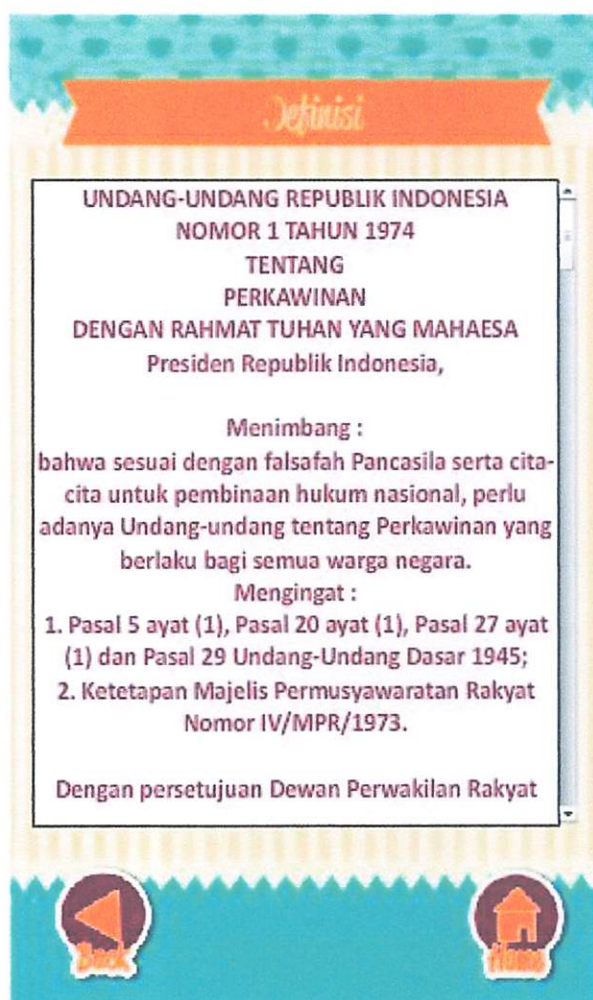 Definisi
UNDANG-UNDANG REPUBLIK INDONESIA
NOMOR 1 TAHUN 1974
TENTANG
PERKAWINAN
DENGAN RAHMAT TUHAN YANG MAHAESA
Presiden Republik Indonesia,
Menimbang :
bahwa sesuai dengan falsafah Pancasila serta cita-
cita untuk pembinaan hukum nasional, perlu
adanya Undang-undang tentang Perkawinan yang
berlaku bagi semua warga negara.
Mengingat :
1. Pasal 5 ayat (1), Pasal 20 ayat (1), Pasal 27 ayat
(1) dan Pasal 29 Undang-Undang Dasar 1945;
2. Ketetapan Majelis Permusyawaratan Rakyat
Nomor IV/MPR/1973.
Dengan persetujuan Dewan Perwakilan Rakyat
Back
Home